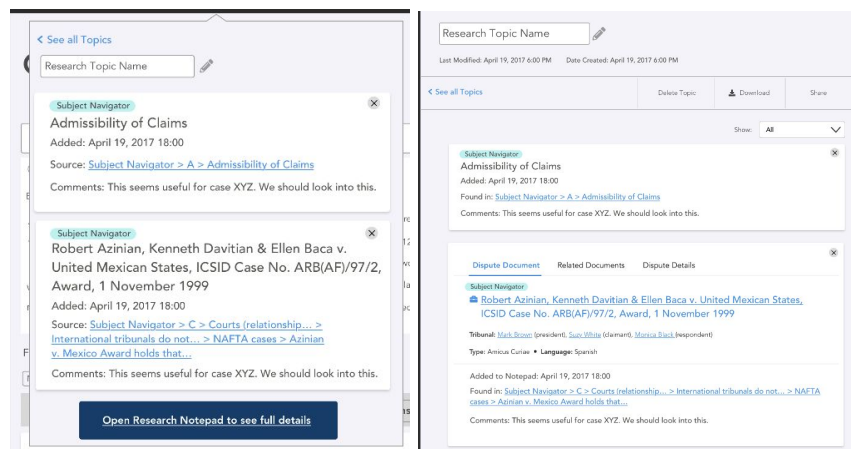 See all Topics
Research Topic Name
Subject Navigator
Admissibility of Claims
Added: April 19, 2017 18:00
Source: Subject Navigator > A > Admissibility of Claims
Comments: This seems useful for case XYZ. We should look into this.
Subject Navigator
Robert Azinian, Kenneth Davitian & Ellen Baca v.
United Mexican States, ICSID Case No. ARB(AF)/97/2,
Award, 1 November 1999
Added: April 19, 2017 18:00
Source: Subject Navigator > C > Courts (relationship... >
International tribunals do not... > NAFTA cases > Azinian
v. Mexico Award holds that...
Comments: This seems useful for case XYZ. We should look into this.
Open Research Notepad to see full details
Research Topic Name
Last Modified: April 19, 2017 6:00 PM Date Created: April 19, 2017 6:00 PM
See all Topics Delete Topic Download Share
Show: All
Subject Navigator
Admissibility of Claims
Added: April 19, 2017 18:00
Found in: Subject Navigator > A > Admissibility of Claims
Comments: This seems useful for case XYZ. We should look into this.
Dispute Document Related Documents Dispute Details
Subject Navigator
Robert Azinian, Kenneth Davitian & Ellen Baca v. United Mexican States,
ICSID Case No. ARB(AF)/97/2, Award, 1 November 1999
Tribunal: Mark Brown (president), Suzy White (claimant), Monica Black (respondent)
Type: Amicus Curiae • Language: Spanish
Added to Notepad: April 19, 2017 18:00
Found in: Subject Navigator > C > Courts (relationship... > International tribunals do not... > NAFTA
cases > Azinian v. Mexico Award holds that...
Comments: This seems useful for case XYZ. We should look into this.